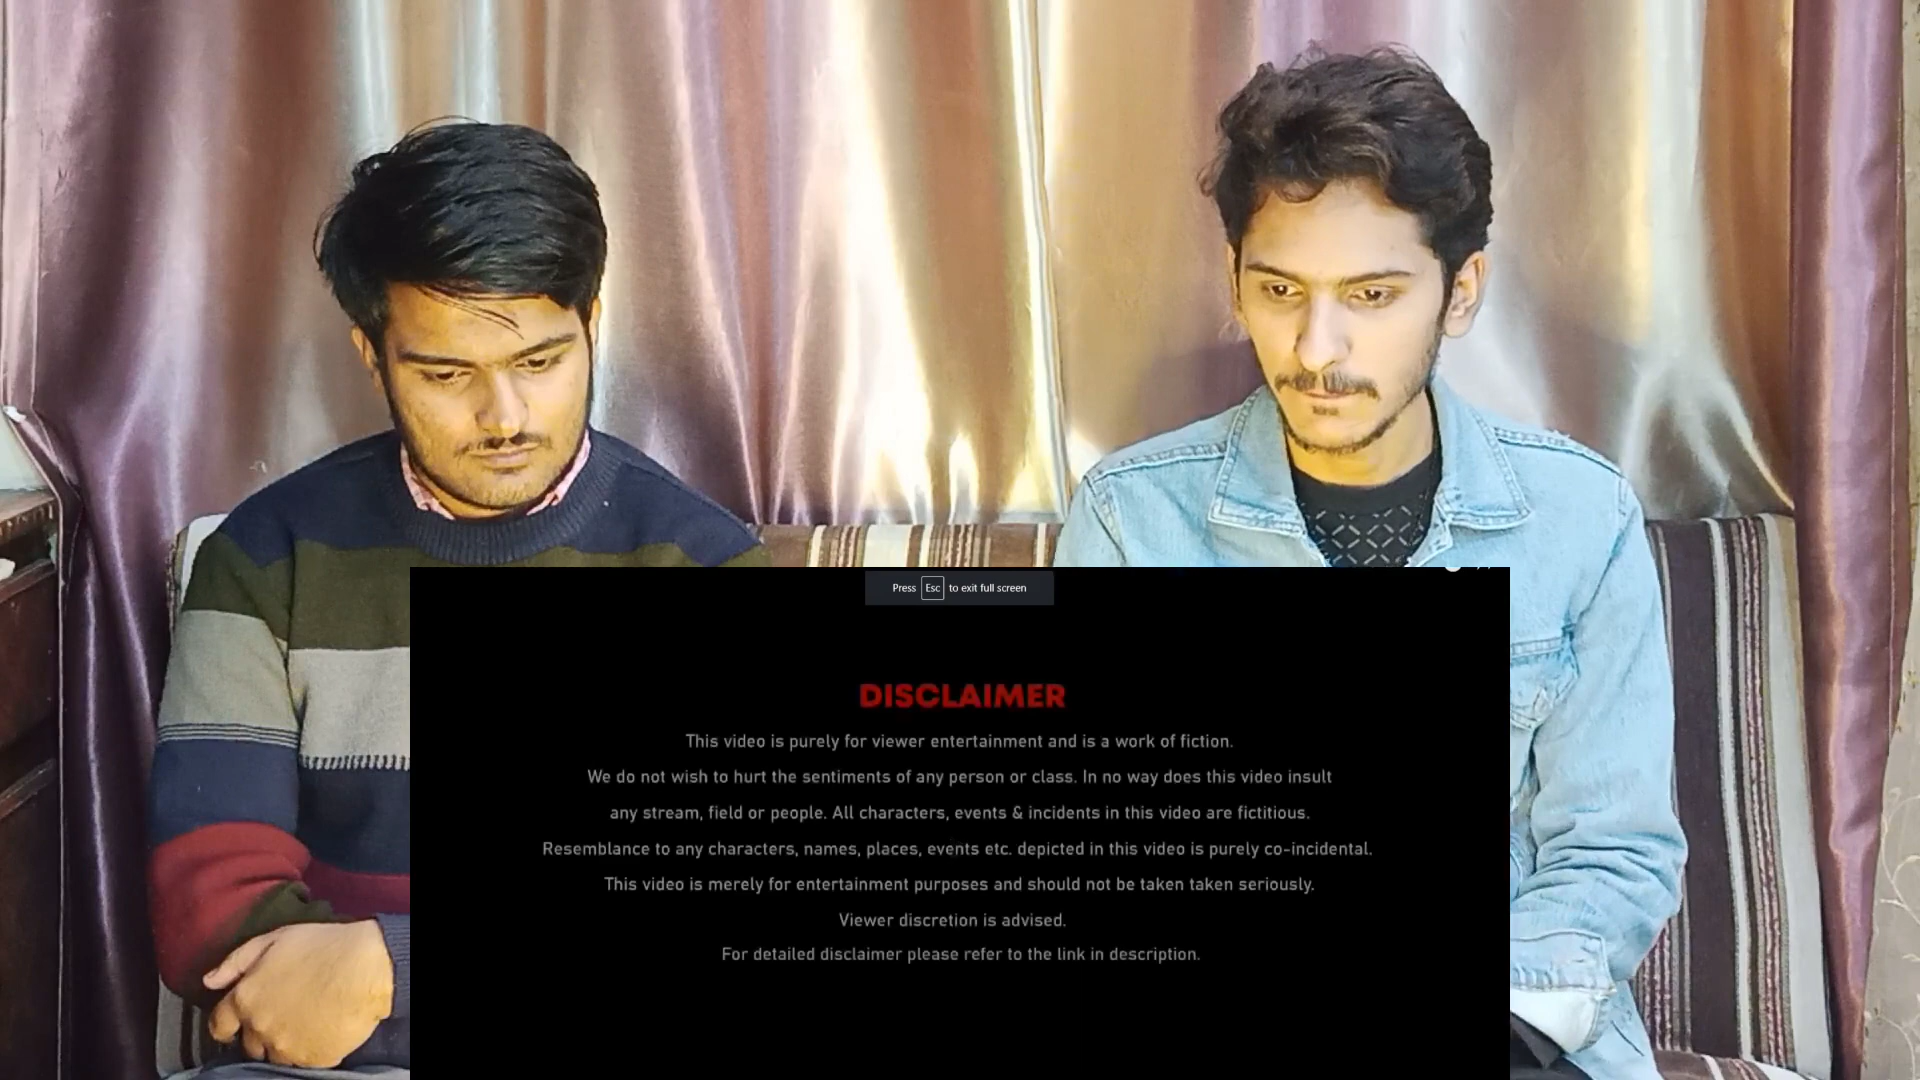 Press Esc to exit full screen
DISCLAIMER
This video is purely for viewer entertainment and is a work of fiction.
We do not wish to hurt the sentiments of any person or class. In no way does this video insult
any stream, field or people. All characters, events & incidents in this video are fictitious.
Resemblance to any characters, names, places, events etc. depicted in this video is purely co-incidental.
This video is merely for entertainment purposes and should not be taken taken seriously.
Viewer discretion is advised.
For detailed disclaimer please refer to the link in description.